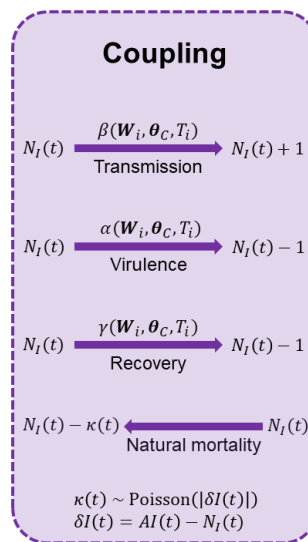 Coupling
β(W_i, θ_C, T_i)
N_I(t) N_I(t) + 1
Transmission
α(W_i, θ_C, T_i)
N_I(t) N_I(t) − 1
Virulence
γ(W_i, θ_C, T_i)
N_I(t) N_I(t) − 1
Recovery
N_I(t) − κ(t) N_I(t)
Natural mortality
κ(t) ~ Poisson(|δI(t)|)
δI(t) = AI(t) − N_I(t)